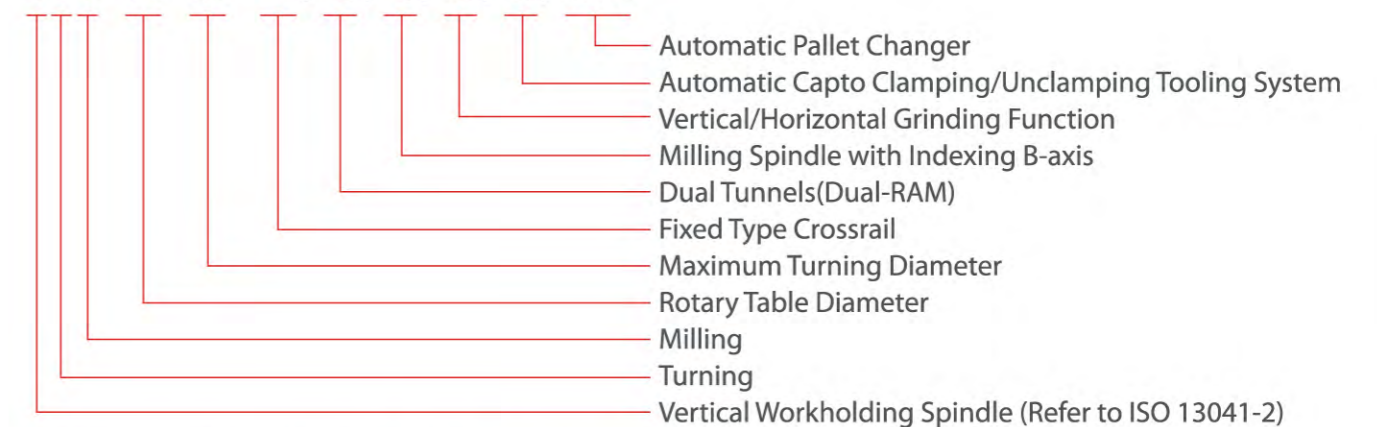 Automatic Pallet Changer
Automatic Capto Clamping/Unclamping Tooling System
Vertical/Horizontal Grinding Function
Milling Spindle with Indexing B-axis
Dual Tunnels(Dual-RAM)
Fixed Type Crossrail
Maximum Turning Diameter
Rotary Table Diameter
Milling
Turning
Vertical Workholding Spindle (Refer to ISO 13041-2)